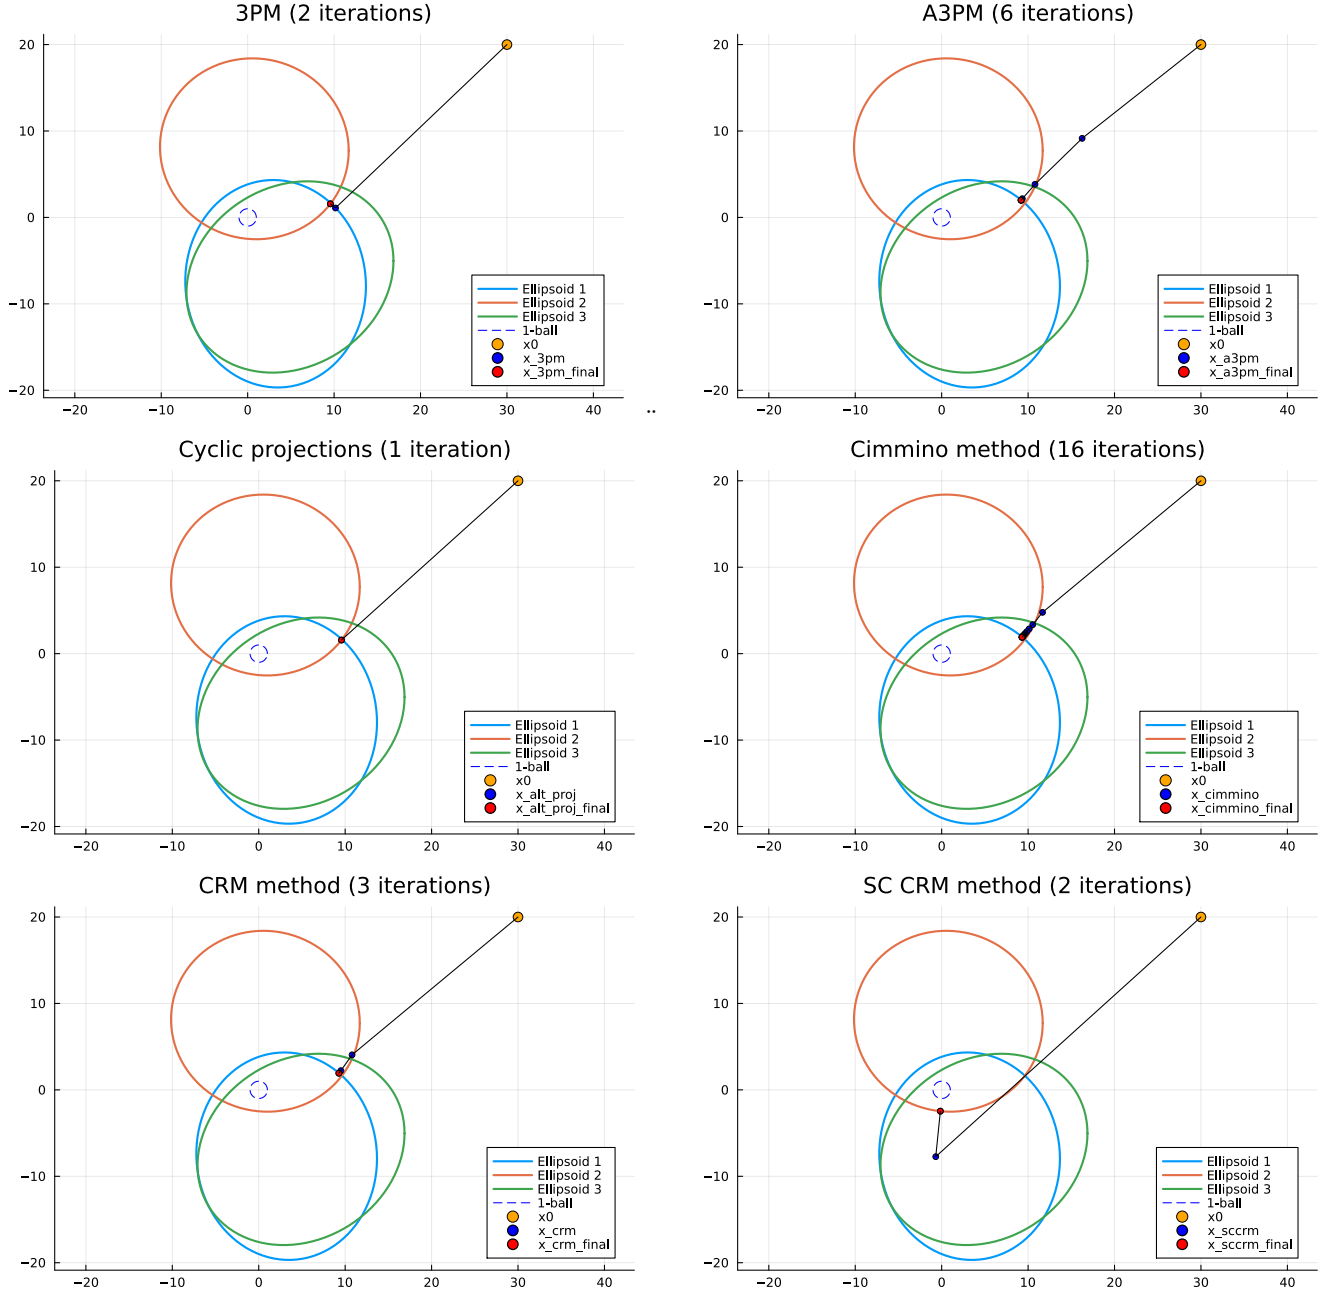 3PM (2 iterations)
20
10
0
−10
−20
−20 0 10 20 30 40
−10
Ellipsoid 1
Ellipsoid 2
Ellipsoid 3
1-ball
x0
x_3pm
x_3pm_final
A3PM (6 iterations)
20
10
0
−10
−20
−20 −10 0 10 20 30 40
Ellipsoid 1
Ellipsoid 2
Ellipsoid 3
1-ball
x0
x_a3pm
x_a3pm_final
..
Cyclic projections (1 iteration)
20
10
0
−10
−20
−20 −10 0 10 20 30 40
Ellipsoid 1
Ellipsoid 2
Ellipsoid 3
1-ball
x0
x_alt_proj
x_alt_proj_final
Cimmino method (16 iterations)
20
10
0
−10
−20
−20 −10 0 10 20 30 40
Ellipsoid 1
Ellipsoid 2
Ellipsoid 3
1-ball
x0
x_cimmino
x_cimmino_final
CRM method (3 iterations)
20
10
0
−10
−20
−20 −10 0 10 20 30 40
Ellipsoid 1
Ellipsoid 2
Ellipsoid 3
1-ball
x0
x_crm
x_crm_final
SC CRM method (2 iterations)
20
10
0
−10
−20
−20 −10 0 10 20 30 40
Ellipsoid 1
Ellipsoid 2
Ellipsoid 3
1-ball
x0
x_sccrm
x_sccrm_final